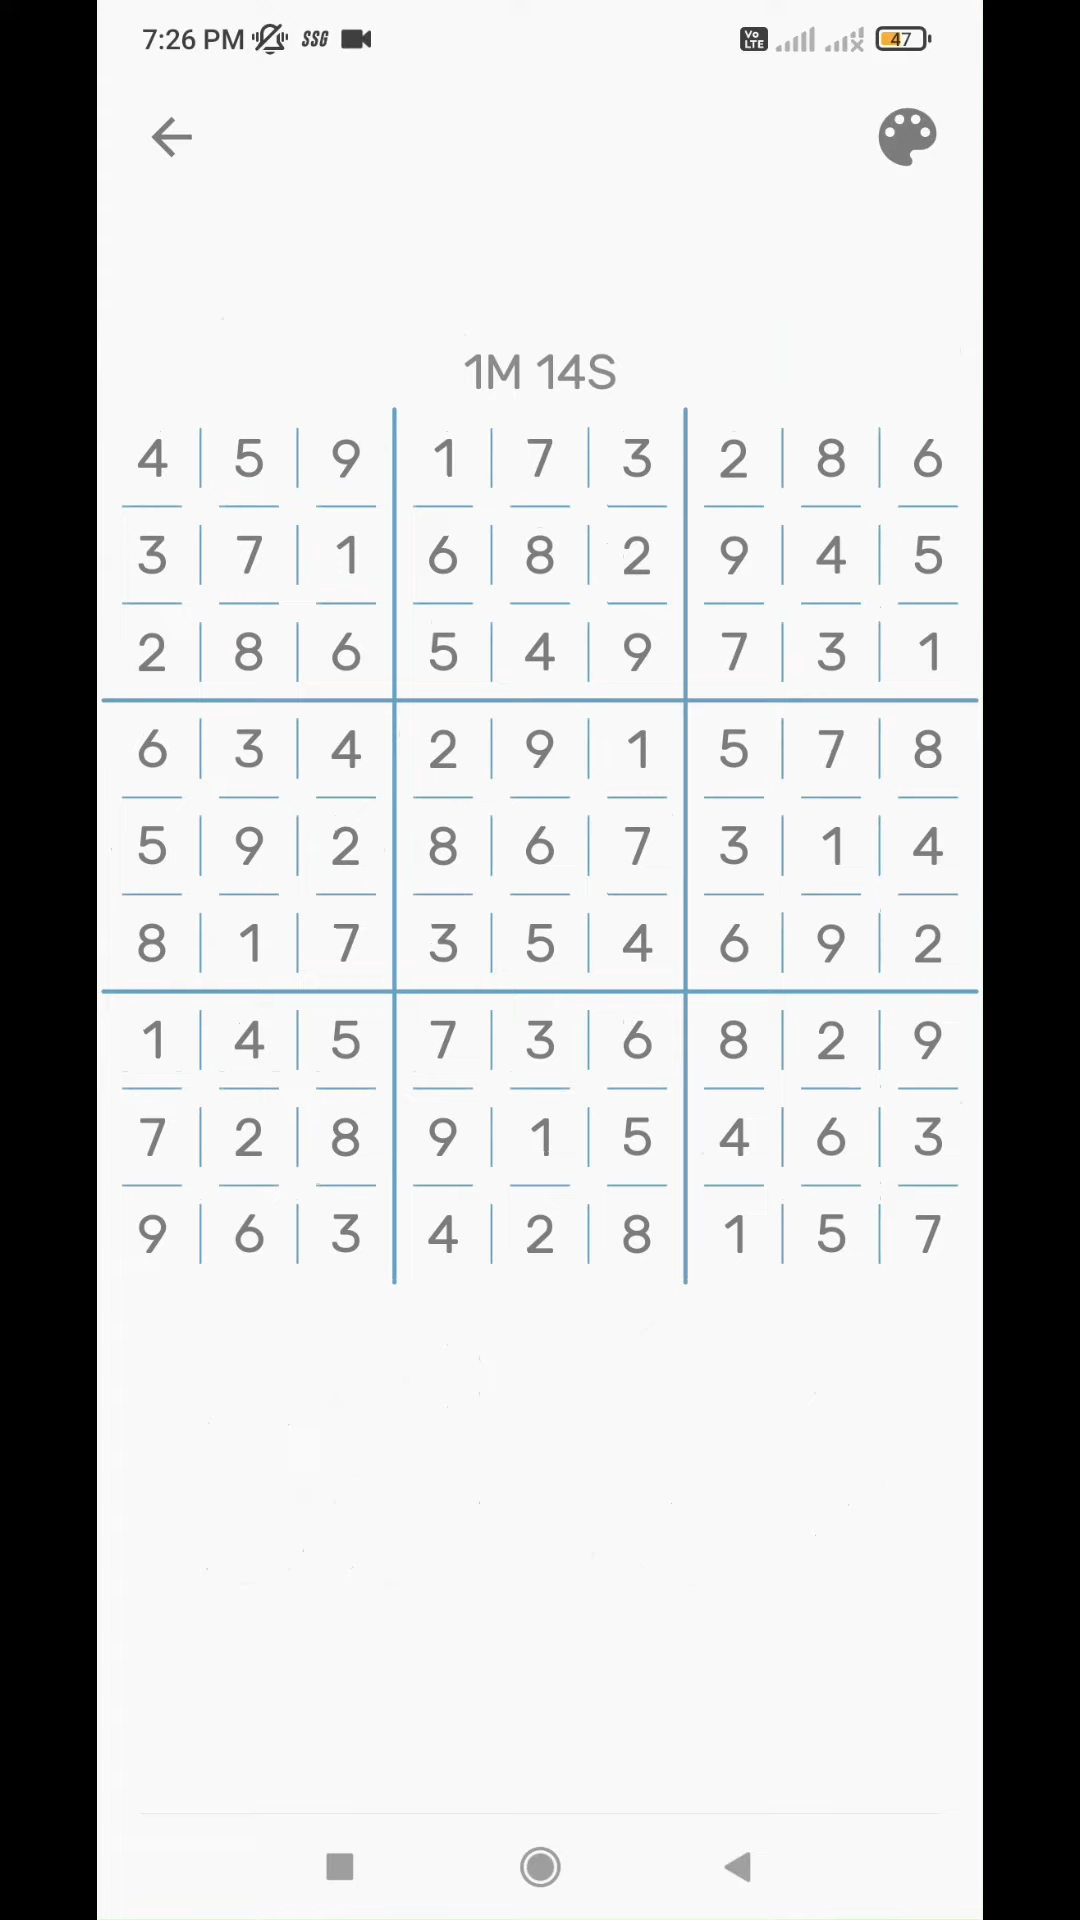 7:26 PM SSG Vo LTE 47
1M 14S
4 5 9 1 7 3 2 8 6
3 7 1 6 8 2 9 4 5
2 8 6 5 4 9 7 3 1
6 3 4 2 9 1 5 7 8
5 9 2 8 6 7 3 1 4
8 1 7 3 5 4 6 9 2
1 4 5 7 3 6 8 2 9
7 2 8 9 1 5 4 6 3
9 6 3 4 2 8 1 5 7